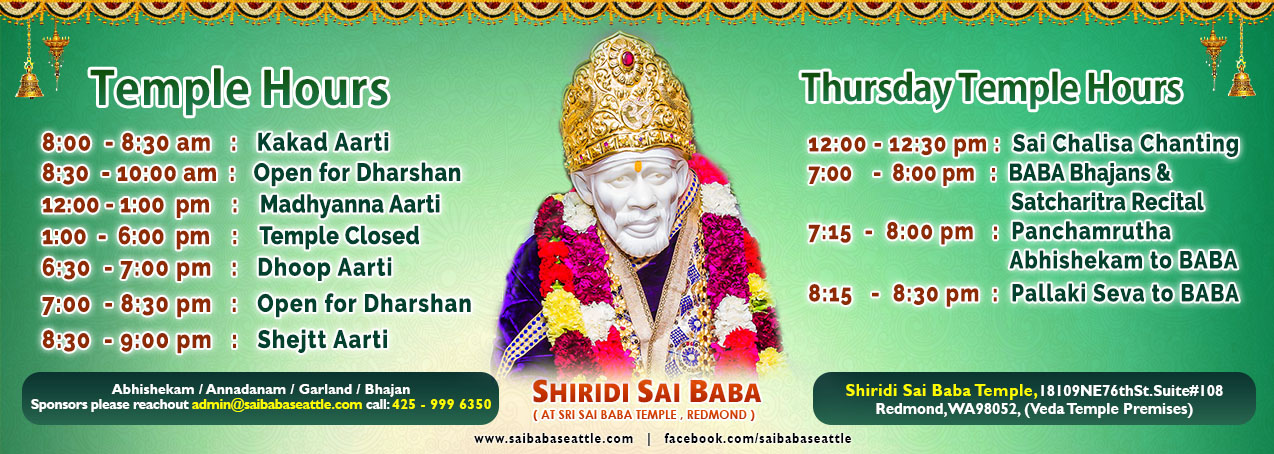 Temple Hours
8:00 - 8:30 am : Kakad Aarti
8:30 - 10:00 am : Open for Dharshan
12:00 - 1:00 pm : Madhyanna Aarti
1:00 - 6:00 pm : Temple Closed
6:30 - 7:00 pm : Dhoop Aarti
7:00 - 8:30 pm : Open for Dharshan
8:30 - 9:00 pm : Shejtt Aarti
Abhishekam / Annadanam / Garland / Bhajan
Sponsors please reachout admin@saibabaseattle.com call: 425 - 999 6350
SHIRIDI SAI BABA
( AT SRI SAI BABA TEMPLE , REDMOND )
Thursday Temple Hours
12:00 - 12:30 pm : Sai Chalisa Chanting
7:00 - 8:00 pm : BABA Bhajans &
Satcharitra Recital
7:15 - 8:00 pm : Panchamrutha
Abhishekam to BABA
8:15 - 8:30 pm : Pallaki Seva to BABA
Shiridi Sai Baba Temple,18109NE76thSt.Suite#108
Redmond,WA98052, (Veda Temple Premises)
www.saibabaseattle.com | facebook.com/saibabaseattle